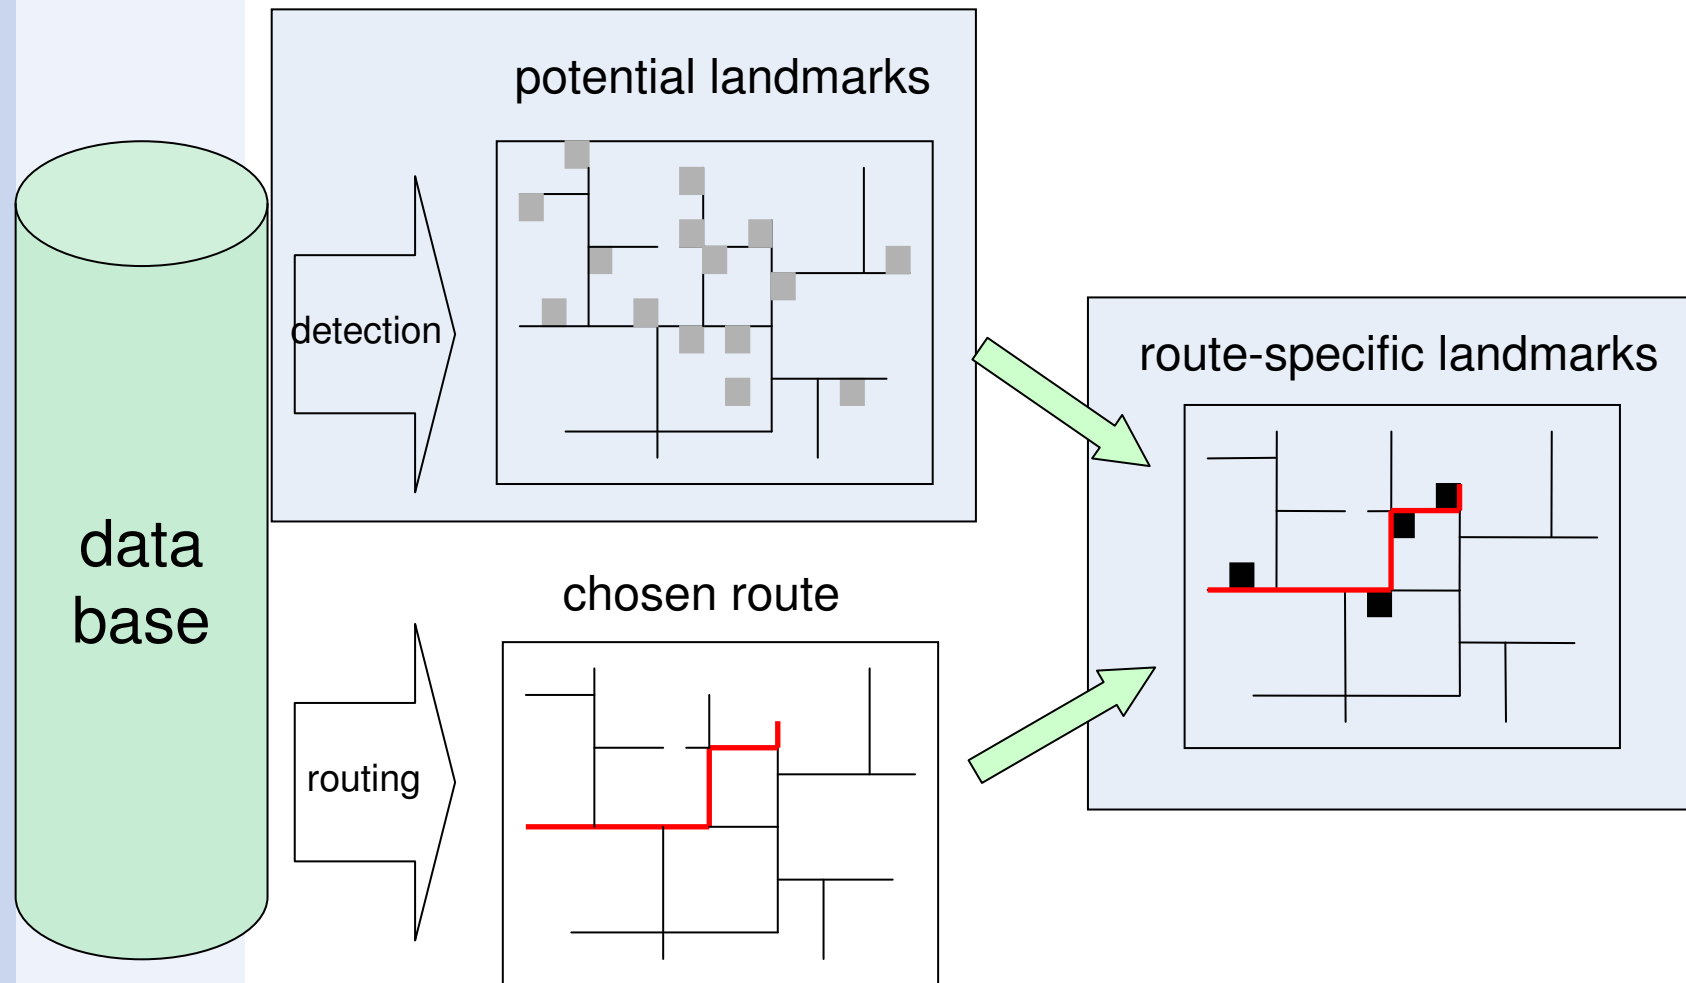 potential landmarks
detection
data
base
chosen route
routing
route-specific landmarks